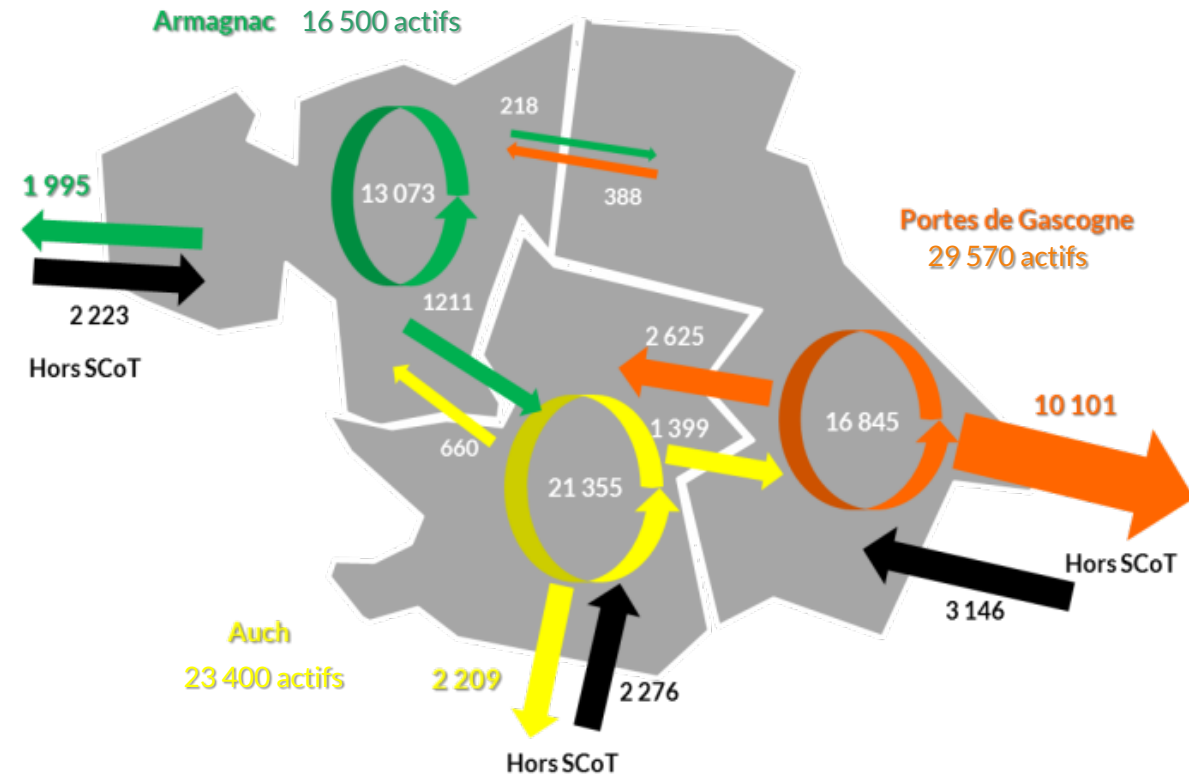 Armagnac 16 500 actifs
218
13 073
388
1 995
Portes de Gascogne
29 570 actifs
2 223
1211
2 625
Hors SCoT
10 101
1 399
16 845
660
21 355
Hors SCoT
3 146
Auch
23 400 actifs
2 209
2 276
Hors SCoT